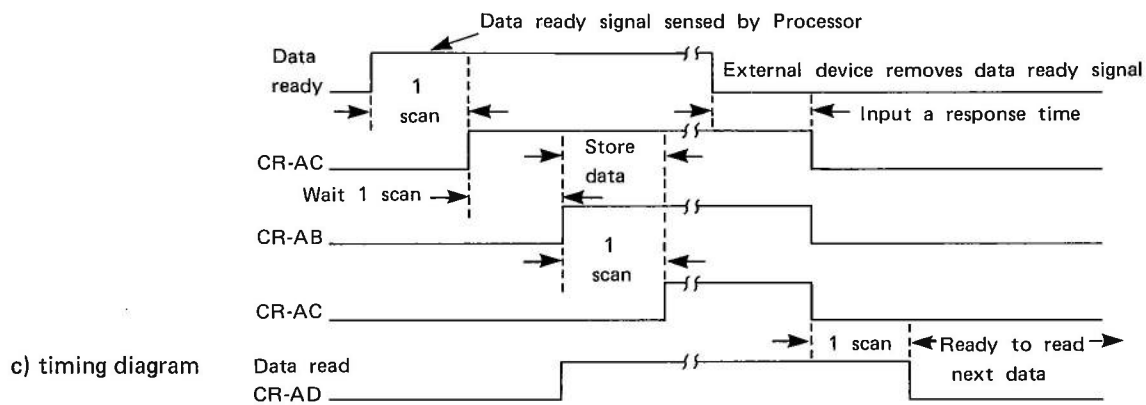 Data ready signal sensed by Processor
Data
ready
1
scan
External device removes data ready signal
Input a response time
CR-AC
Store
data
Wait 1 scan
CR-AB
1
scan
CR-AC
1 scan
Ready to read
next data
c) timing diagram
Data read
CR-AD